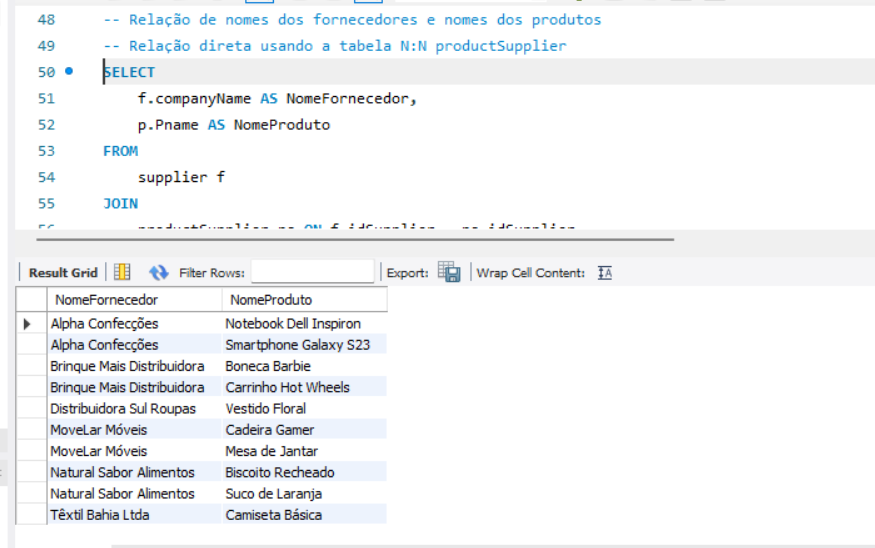 48 -- Relação de nomes dos fornecedores e nomes dos produtos
49 -- Relação direta usando a tabela N:N productSupplier
50 SELECT
51 f.companyName AS NomeFornecedor,
52 p.Pname AS NomeProduto
53 FROM
54 supplier f
55 JOIN
Result Grid Filter Rows: Export: Wrap Cell Content: IA
NomeFornecedor NomeProduto
Alpha Confecções Notebook Dell Inspiron
Alpha Confecções Smartphone Galaxy S23
Brinque Mais Distribuidora Boneca Barbie
Brinque Mais Distribuidora Carrinho Hot Wheels
Distribuidora Sul Roupas Vestido Floral
MoveLar Móveis Cadeira Gamer
MoveLar Móveis Mesa de Jantar
Natural Sabor Alimentos Biscoito Recheado
Natural Sabor Alimentos Suco de Laranja
Têxtil Bahia Ltda Camiseta Básica